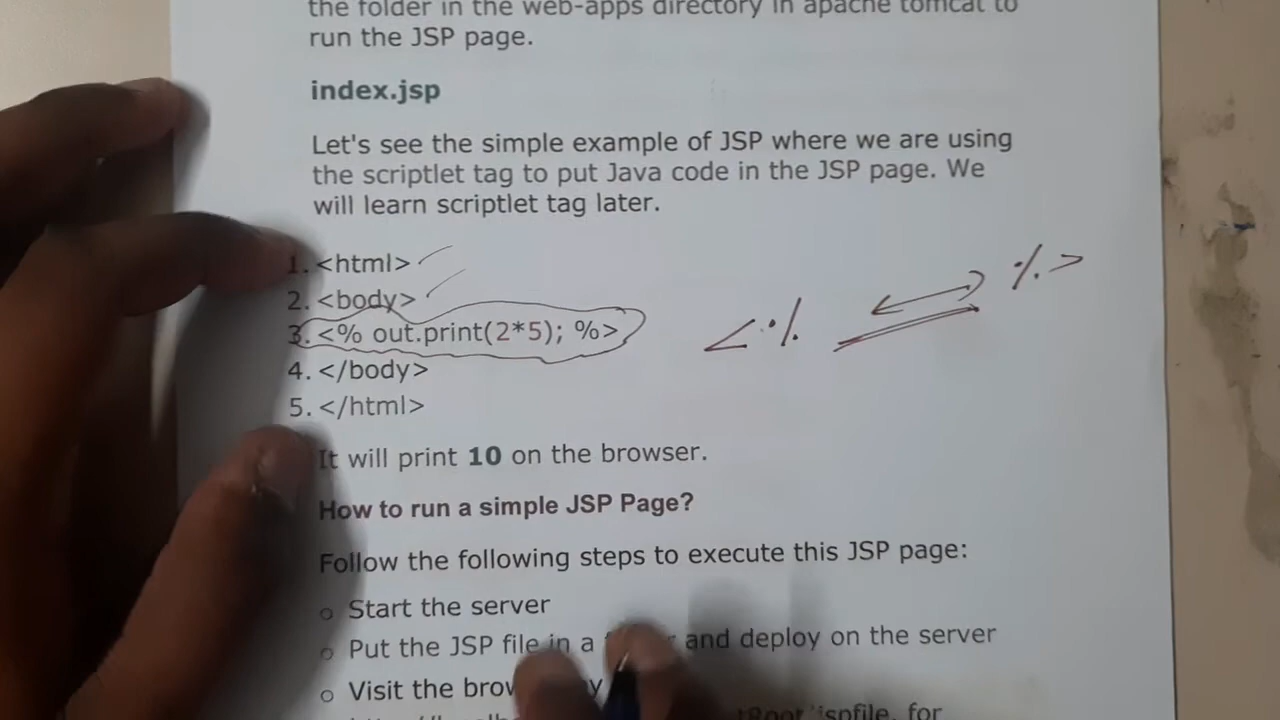 the folder in the web-apps directory in apache tomcat to
run the JSP page.
index.jsp
Let's see the simple example of JSP where we are using
the scriptlet tag to put Java code in the JSP page. We
will learn scriptlet tag later.
1. <html>
2. <body>
3. <% out.print(2*5); %> <% %>
4. </body>
5. </html>
It will print 10 on the browser.
How to run a simple JSP Page?
Follow the following steps to execute this JSP page:
o Start the server
o Put the JSP file in a and deploy on the server
o Visit the
for